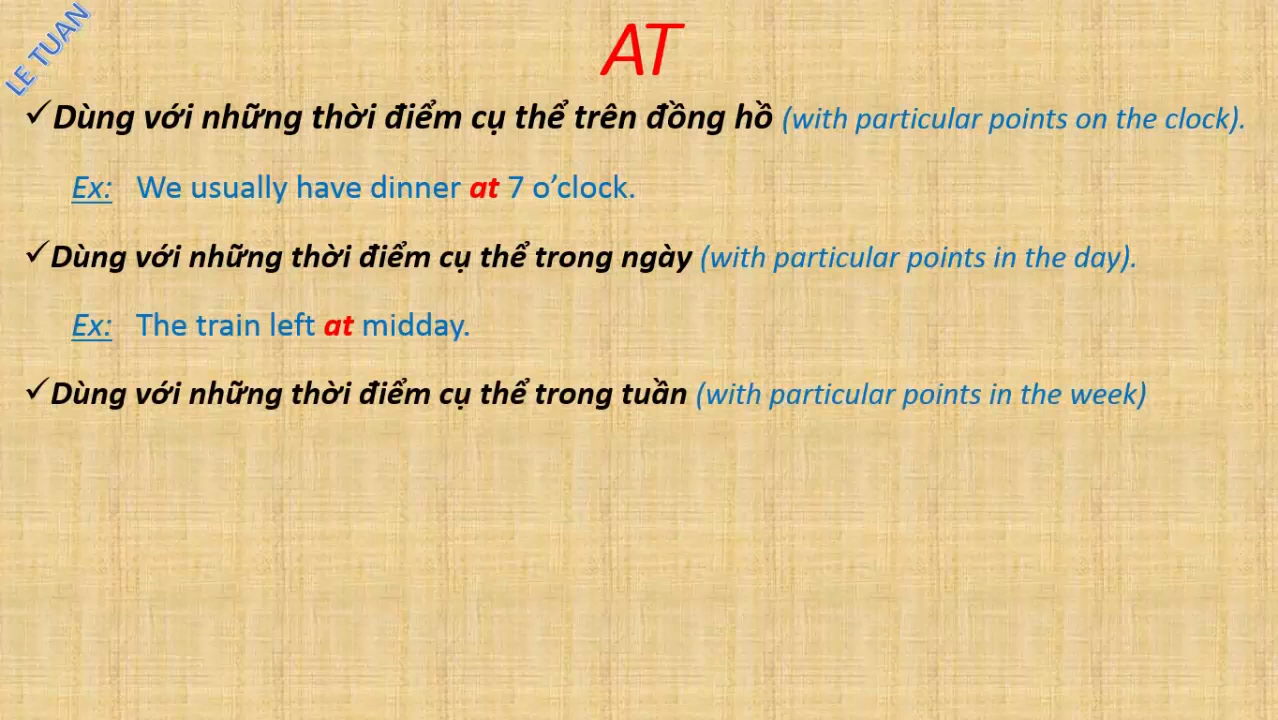 LE TUAN
AT
✓Dùng với những thời điểm cụ thể trên đồng hồ (with particular points on the clock).
Ex: We usually have dinner at 7 o’clock.
✓Dùng với những thời điểm cụ thể trong ngày (with particular points in the day).
Ex: The train left at midday.
✓Dùng với những thời điểm cụ thể trong tuần (with particular points in the week)